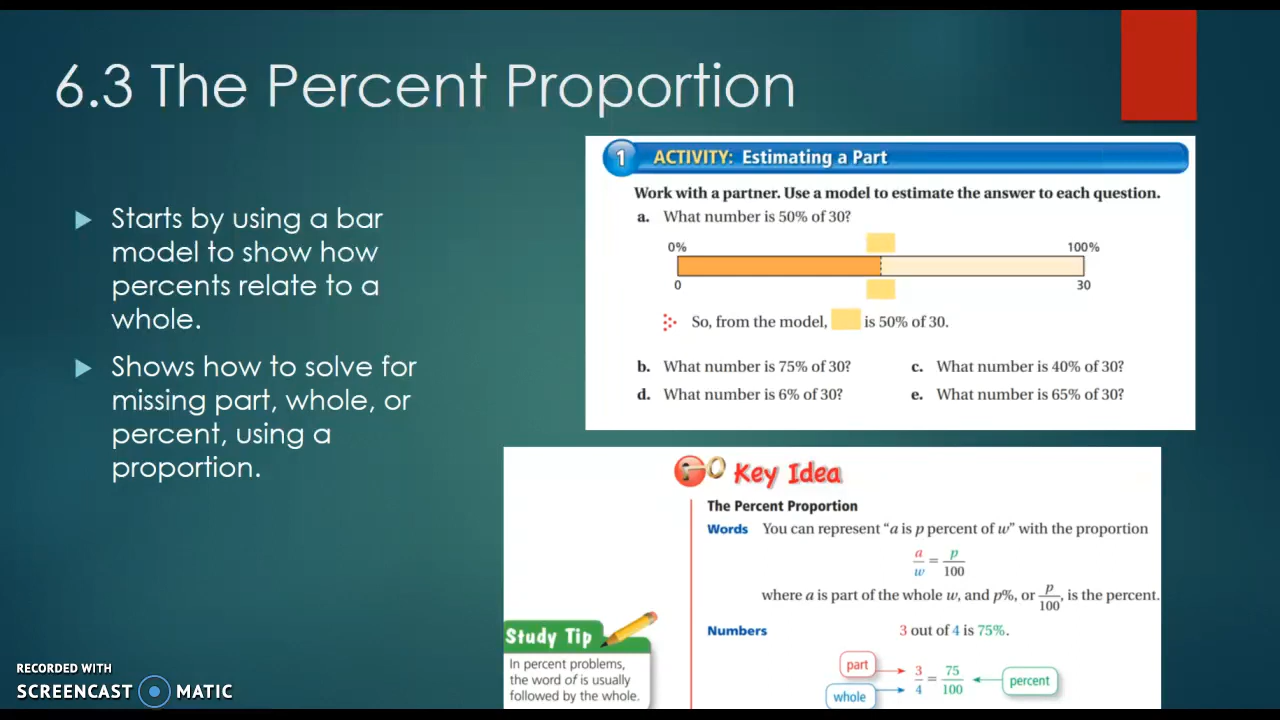 6.3 The Percent Proportion
Starts by using a bar
model to show how
percents relate to a
whole.
Shows how to solve for
missing part, whole, or
percent, using a
proportion.
1 ACTIVITY: Estimating a Part
Work with a partner. Use a model to estimate the answer to each question.
a. What number is 50% of 30?
0% 100%
0 30
So, from the model, is 50% of 30.
b. What number is 75% of 30? c. What number is 40% of 30?
d. What number is 6% of 30? e. What number is 65% of 30?
Key Idea
The Percent Proportion
Words You can represent “a is p percent of w” with the proportion
a/w = p/100
where a is part of the whole w, and p%, or p/100, is the percent.
Numbers 3 out of 4 is 75%.
part
whole
3/4 = 75/100
percent
Study Tip
In percent problems,
the word of is usually
followed by the whole.
RECORDED WITH
SCREENCAST MATIC